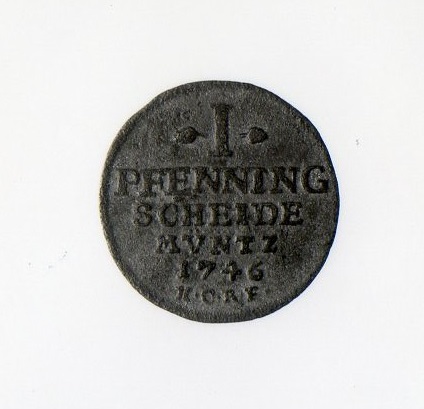 I
PFENNING
SCHEIDE
MVNTZ
1746
K·O·R·F·